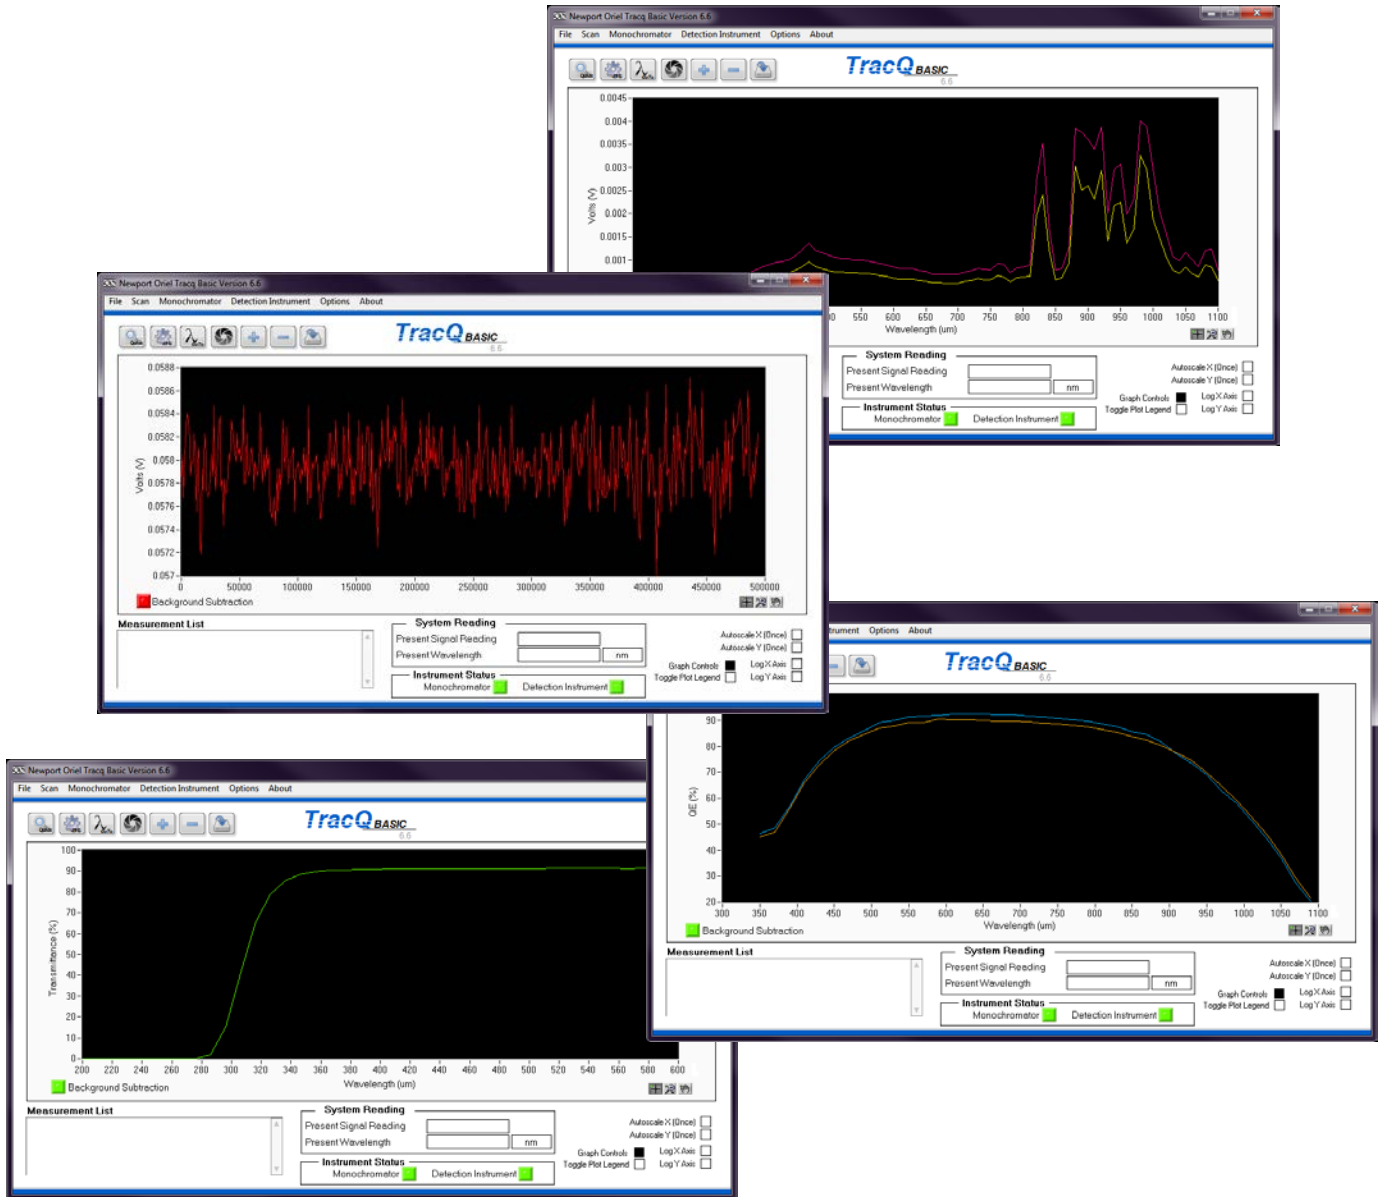 Newport Oriel Tracq Basic Version 6.6
File Scan Monochromator Detection Instrument Options About
TracQ BASIC
6.6
0.0045
0.004
0.0035
0.003
0.0025
0.002
0.0015
0.001
Volts (V)
550 600 650 700 750 800 850 900 950 1000 1050 1100
Wavelength (um)
System Reading
Present Signal Reading
Present Wavelength
nm
Instrument Status
Monochromator
Detection Instrument
Autoscale X (Once)
Autoscale Y (Once)
Graph Controls
Log X Axis
Toggle Plot Legend
Log Y Axis
Newport Oriel Tracq Basic Version 6.6
File Scan Monochromator Detection Instrument Options About
TracQ BASIC
6.6
0.0588
0.0586
0.0584
0.0582
0.058
0.0578
0.0576
0.0574
0.0572
0.057
Volts (V)
0 50000 100000 150000 200000 250000 300000 350000 400000 450000 500000
Background Subtraction
Measurement List
System Reading
Present Signal Reading
Present Wavelength
nm
Instrument Status
Monochromator
Detection Instrument
Autoscale X (Once)
Autoscale Y (Once)
Graph Controls
Log X Axis
Toggle Plot Legend
Log Y Axis
trument Options About
TracQ BASIC
6.6
90
80
70
60
50
40
30
20
QE (%)
300 350 400 450 500 550 600 650 700 750 800 850 900 950 1000 1050 1100
Wavelength (um)
Background Subtraction
Measurement List
System Reading
Present Signal Reading
Present Wavelength
nm
Instrument Status
Monochromator
Detection Instrument
Autoscale X (Once)
Autoscale Y (Once)
Graph Controls
Log X Axis
Toggle Plot Legend
Log Y Axis
Newport Oriel Tracq Basic Version 6.6
File Scan Monochromator Detection Instrument Options About
TracQ BASIC
6.6
100
90
80
70
60
50
40
30
20
10
0
Transmittance (%)
200 220 240 260 280 300 320 340 360 380 400 420 440 460 480 500 520 540 560 580 600
Wavelength (um)
Background Subtraction
Measurement List
System Reading
Present Signal Reading
Present Wavelength
nm
Instrument Status
Monochromator
Detection Instrument
Autoscale X (Once)
Autoscale Y (Once)
Graph Controls
Log X Axis
Toggle Plot Legend
Log Y Axis